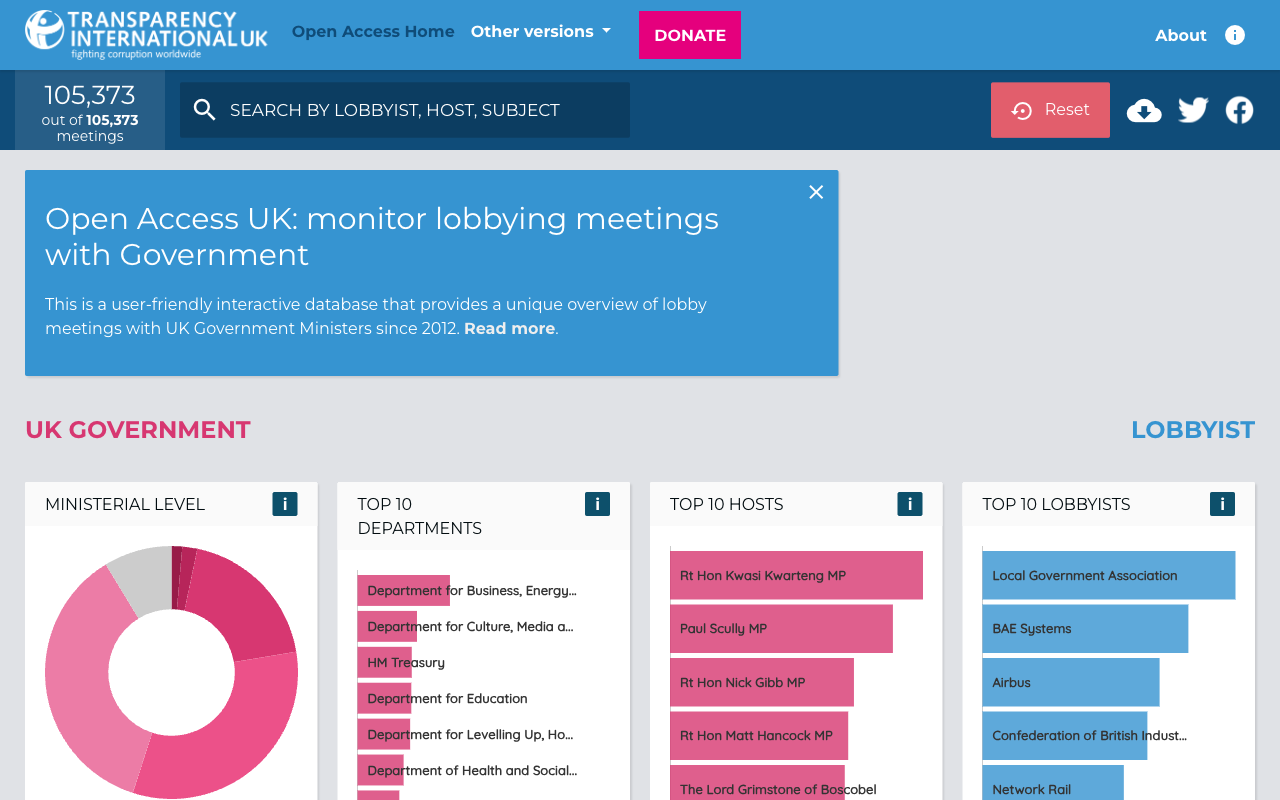 TRANSPARENCY
INTERNATIONAL UK
fighting corruption worldwide
Open Access Home
Other versions
DONATE
About
105,373
out of 105,373
meetings
SEARCH BY LOBBYIST, HOST, SUBJECT
Reset
Open Access UK: monitor lobbying meetings
with Government
This is a user-friendly interactive database that provides a unique overview of lobby
meetings with UK Government Ministers since 2012. Read more.
UK GOVERNMENT
LOBBYIST
MINISTERIAL LEVEL
i
TOP 10
DEPARTMENTS
i
Department for Business, Energy...
Department for Culture, Media a...
HM Treasury
Department for Education
Department for Levelling Up, Ho...
Department of Health and Social...
TOP 10 HOSTS
i
Rt Hon Kwasi Kwarteng MP
Paul Scully MP
Rt Hon Nick Gibb MP
Rt Hon Matt Hancock MP
The Lord Grimstone of Boscobel
TOP 10 LOBBYISTS
i
Local Government Association
BAE Systems
Airbus
Confederation of British Indust...
Network Rail